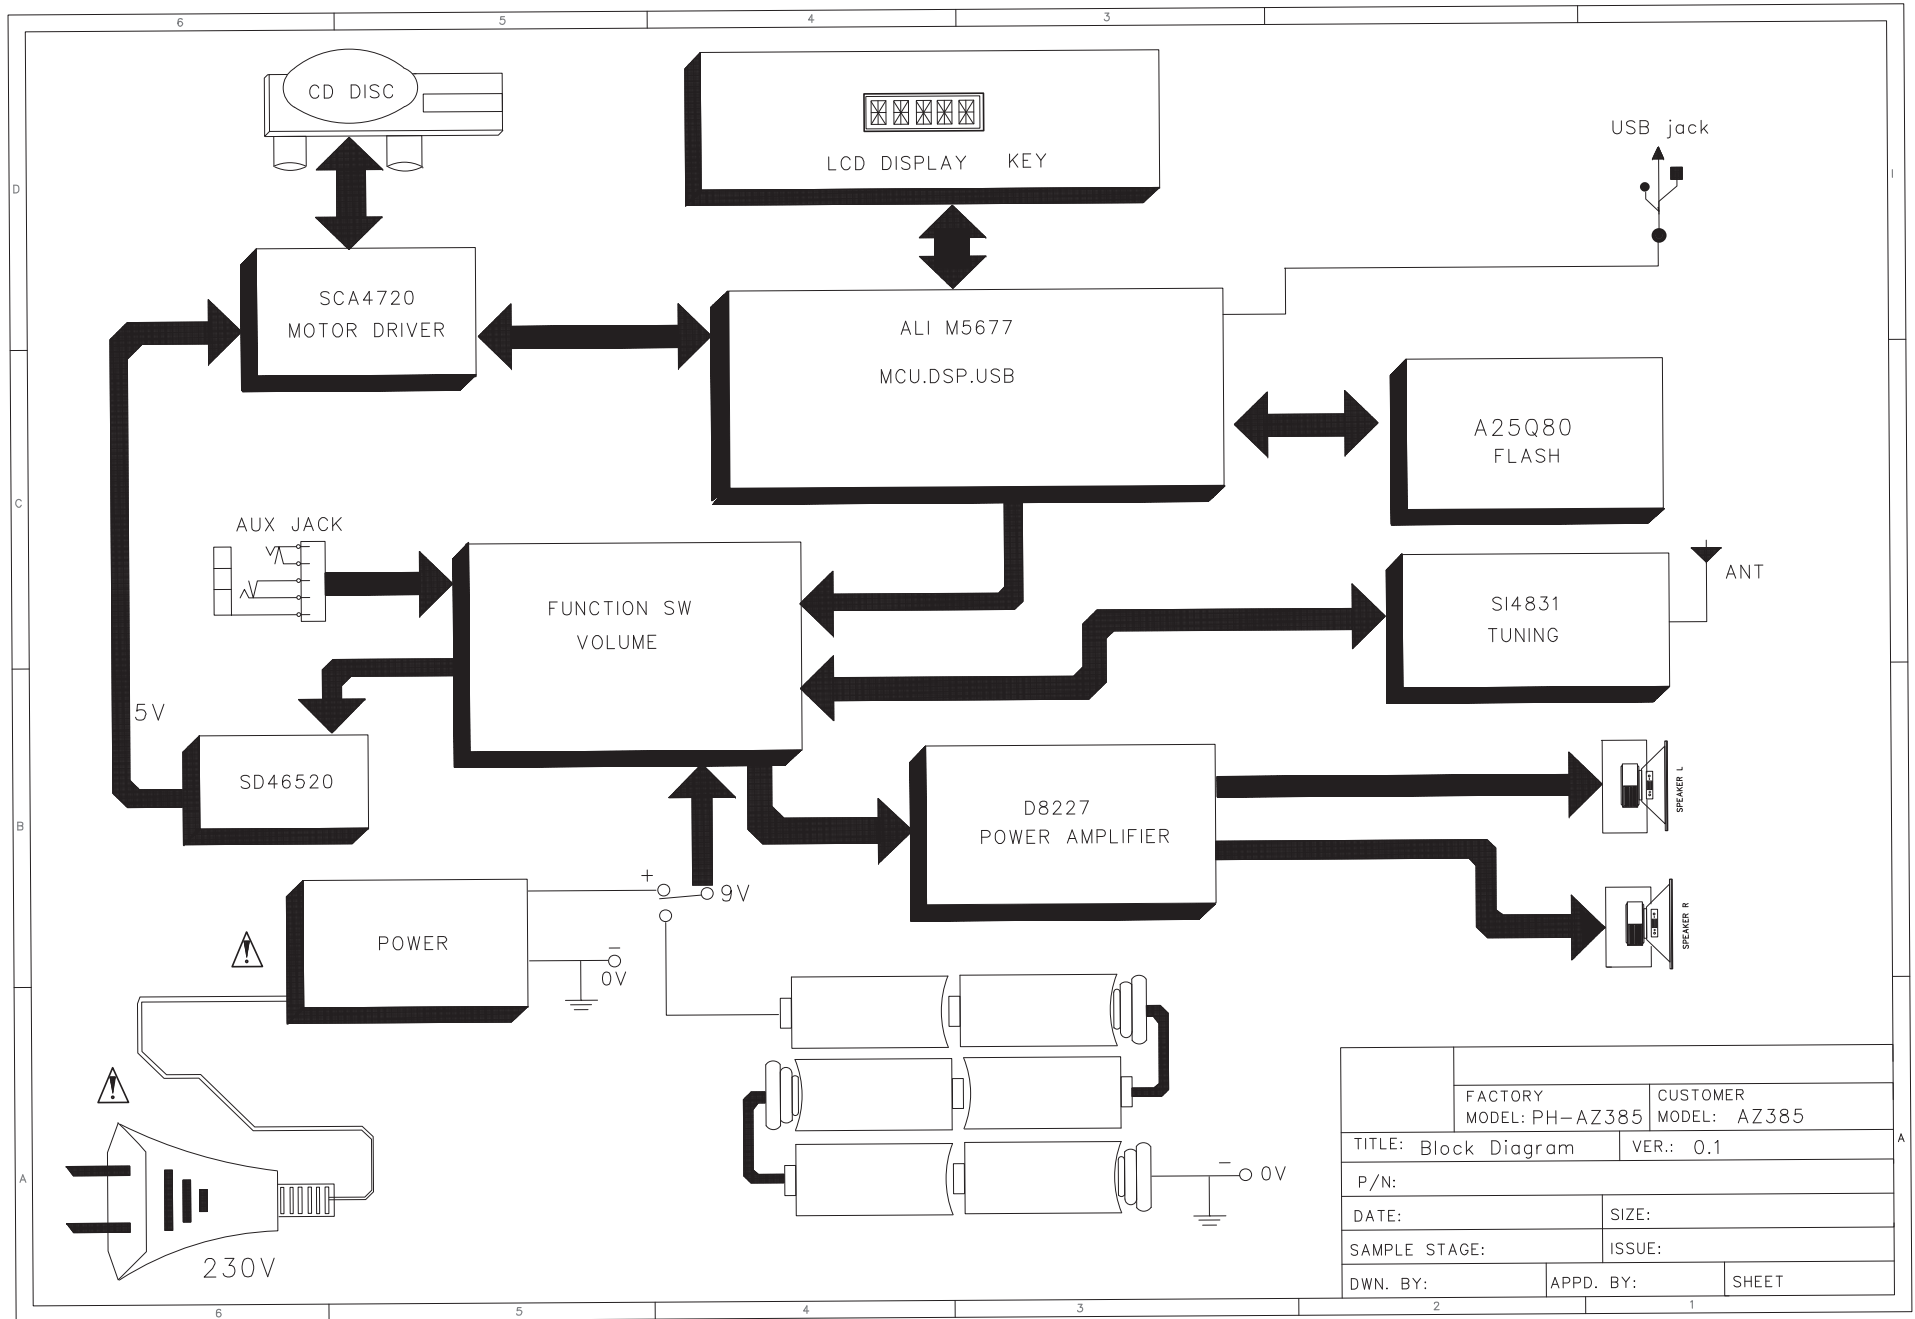 6 5 4 3
CD DISC
LCD DISPLAY KEY
USB jack
D
I
SCA4720
MOTOR DRIVER
ALI M5677
MCU.DSP.USB
A25Q80
FLASH
C
AUX JACK
ANT
FUNCTION SW
VOLUME
SI4831
TUNING
5V
SD46520
D8227
POWER AMPLIFIER
SPEAKER L
B
B
+
9V
POWER
−
0V
SPEAKER R
!
!
230V
−
0V
A
A
FACTORY
MODEL: PH-AZ385
CUSTOMER
MODEL: AZ385
TITLE: Block Diagram
VER.: 0.1
P/N:
DATE:
SIZE:
SAMPLE STAGE:
ISSUE:
DWN. BY:
APPD. BY:
SHEET
6 5 4 3 2 1